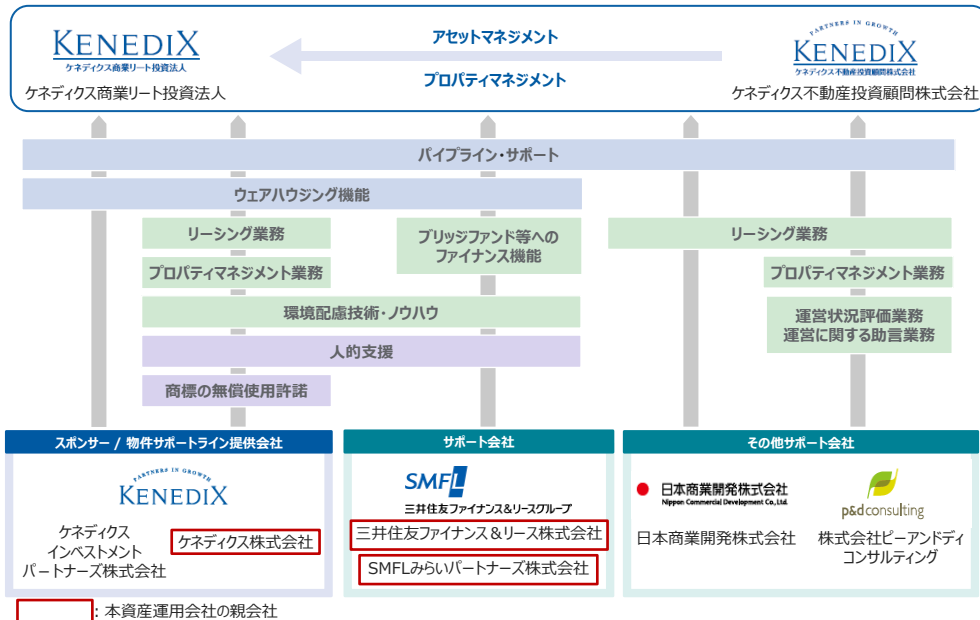 KENEDIX
ケネディクス商業リート投資法人
ケネディクス商業リート投資法人
アセットマネジメント
プロパティマネジメント
PARTNERS IN GROWTH
KENEDIX
ケネディクス不動産投資顧問株式会社
ケネディクス不動産投資顧問株式会社
パイプライン・サポート
ウェアハウジング機能
リーシング業務
ブリッジファンド等への
ファイナンス機能
リーシング業務
プロパティマネジメント業務
プロパティマネジメント業務
環境配慮技術・ノウハウ
運営状況評価業務
運営に関する助言業務
人的支援
商標の無償使用許諾
スポンサー / 物件サポートライン提供会社
PARTNERS IN GROWTH
KENEDIX
ケネディクス
インベストメント
パートナーズ株式会社
ケネディクス株式会社
サポート会社
SMFL
三井住友ファイナンス&リースグループ
三井住友ファイナンス&リース株式会社
SMFLみらいパートナーズ株式会社
その他サポート会社
日本商業開発株式会社
Nippon Commercial Development Co., Ltd.
日本商業開発株式会社
p&dconsulting
株式会社ピーアンドディ
コンサルティング
: 本資産運用会社の親会社